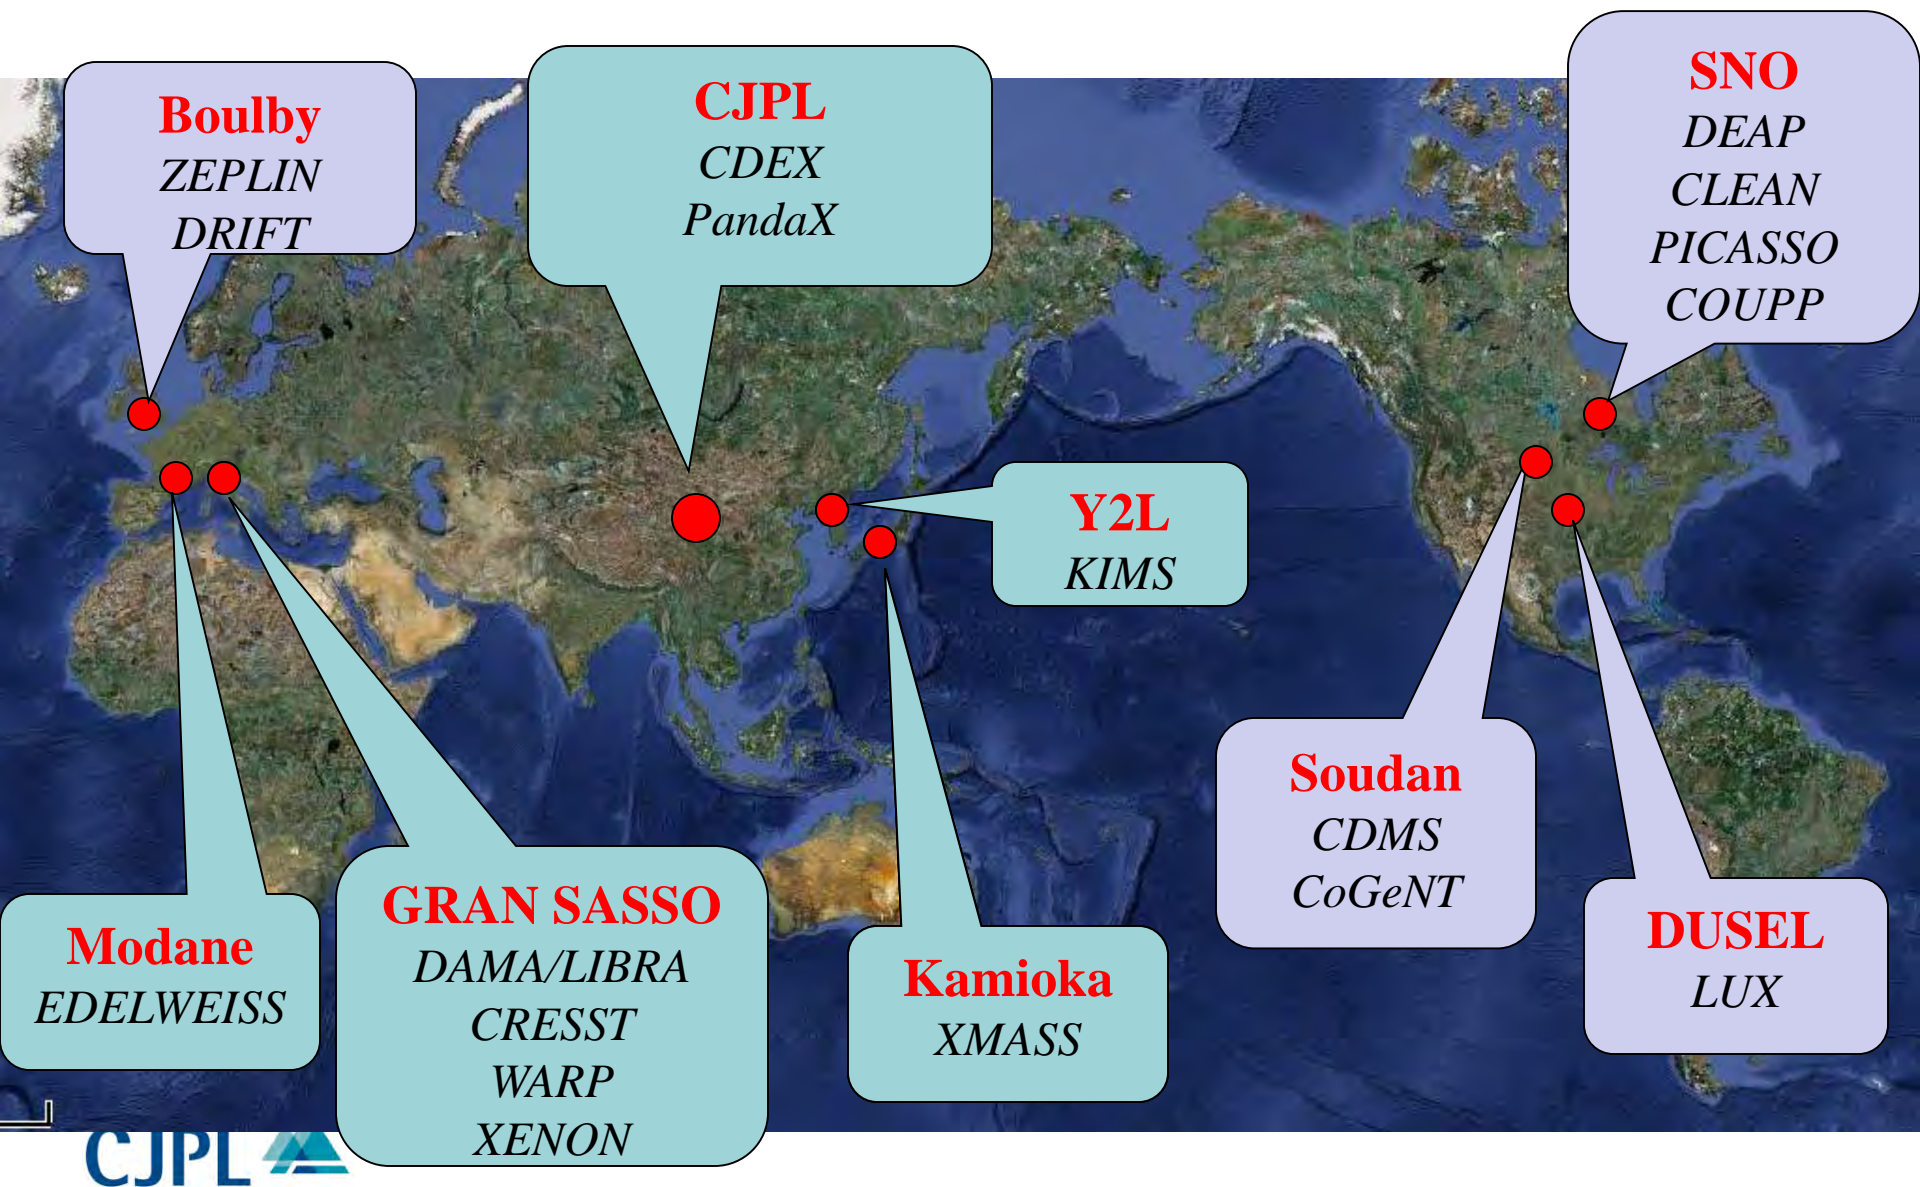 Boulby
ZEPLIN
DRIFT
CJPL
CDEX
PandaX
SNO
DEAP
CLEAN
PICASSO
COUPP
Y2L
KIMS
Soudan
CDMS
CoGeNT
DUSEL
LUX
Modane
EDELWEISS
GRAN SASSO
DAMA/LIBRA
CRESST
WARP
XENON
Kamioka
XMASS
CJPL